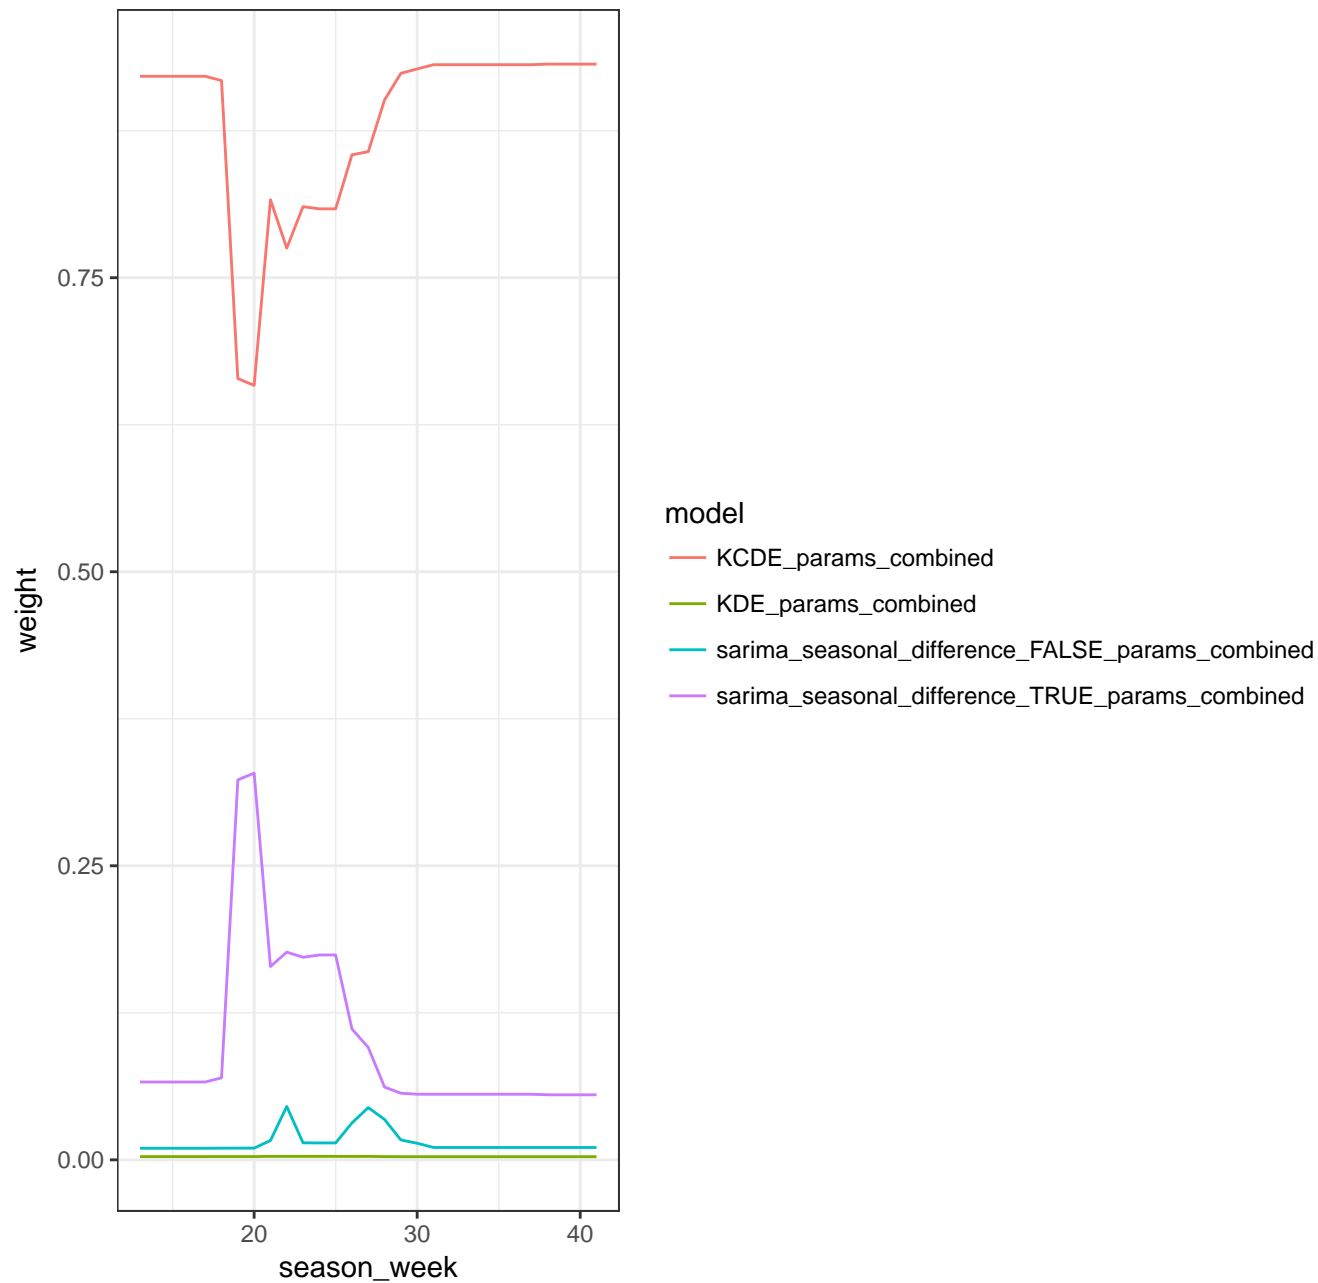 0.75
0.50
0.25
0.00
weight
20 30 40
season_week
model
KCDE_params_combined
KDE_params_combined
sarima_seasonal_difference_FALSE_params_combined
sarima_seasonal_difference_TRUE_params_combined